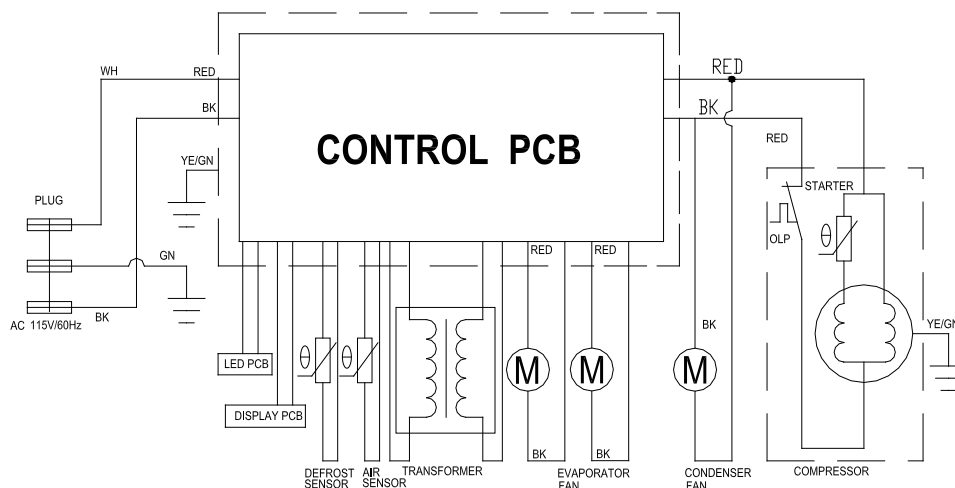 WH
RED
BK
CONTROL PCB
RED
BK
RED
YE/GN
PLUG
GN
BK
AC 115V/60Hz
STARTER
OLP
θ
YE/GN
RED
RED
BK
LED PCB
DISPLAY PCB
θ
θ
M
M
M
BK
BK
DEFROST
SENSOR
AIR
SENSOR
TRANSFORMER
EVAPORATOR
FAN
CONDENSER
FAN
COMPRESSOR